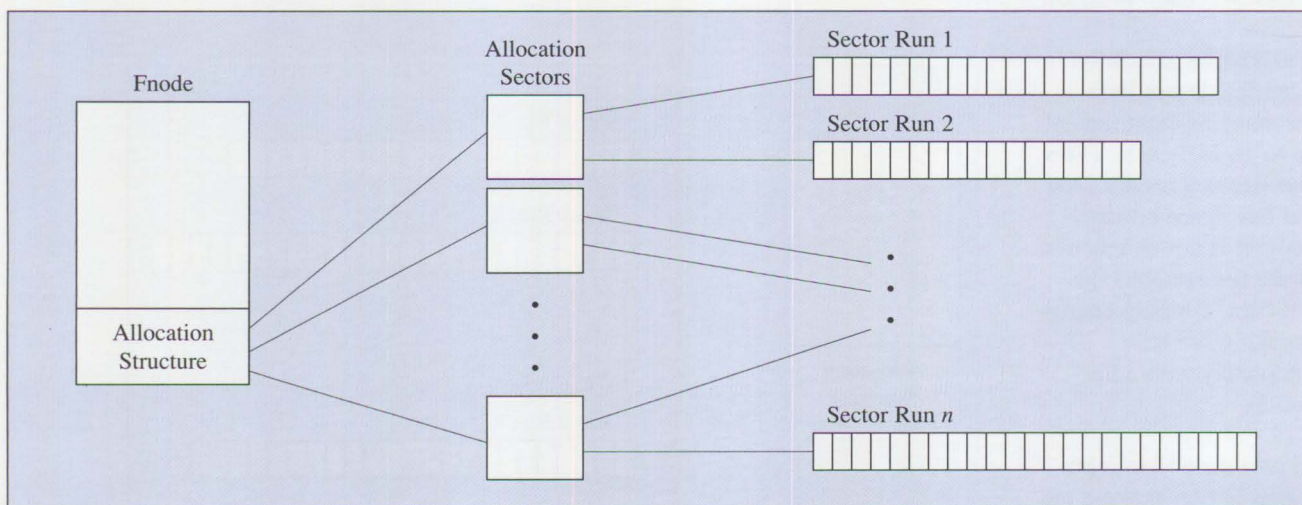 Fnode
Allocation
Structure
Allocation
Sectors
Sector Run 1
Sector Run 2
Sector Run n